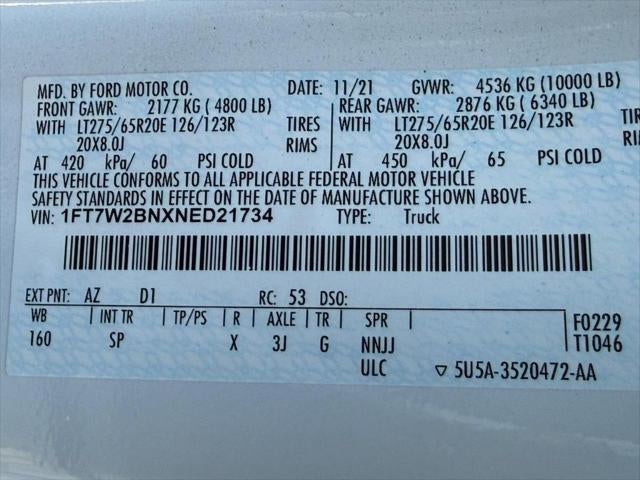 MFD. BY FORD MOTOR CO. DATE: 11/21 GVWR: 4536 KG (10000 LB)
FRONT GAWR: 2177 KG ( 4800 LB) REAR GAWR: 2876 KG ( 6340 LB)
WITH LT275/65R20E 126/123R TIRES WITH LT275/65R20E 126/123R TIRE
20X8.0J RIMS 20X8.0J RI
AT 420 kPa/ 60 PSI COLD AT 450 kPa/ 65 PSI COLD
THIS VEHICLE CONFORMS TO ALL APPLICABLE FEDERAL MOTOR VEHICLE
SAFETY STANDARDS IN EFFECT ON THE DATE OF MANUFACTURE SHOWN ABOVE.
VIN: 1FT7W2BNXNED21734 TYPE: Truck
EXT PNT: AZ D1 RC: 53 DSO:
WB | INT TR | TP/PS | R | AXLE | TR | SPR F0229
160 SP X 3J G NNJJ T1046
ULC ▽ 5U5A-3520472-AA